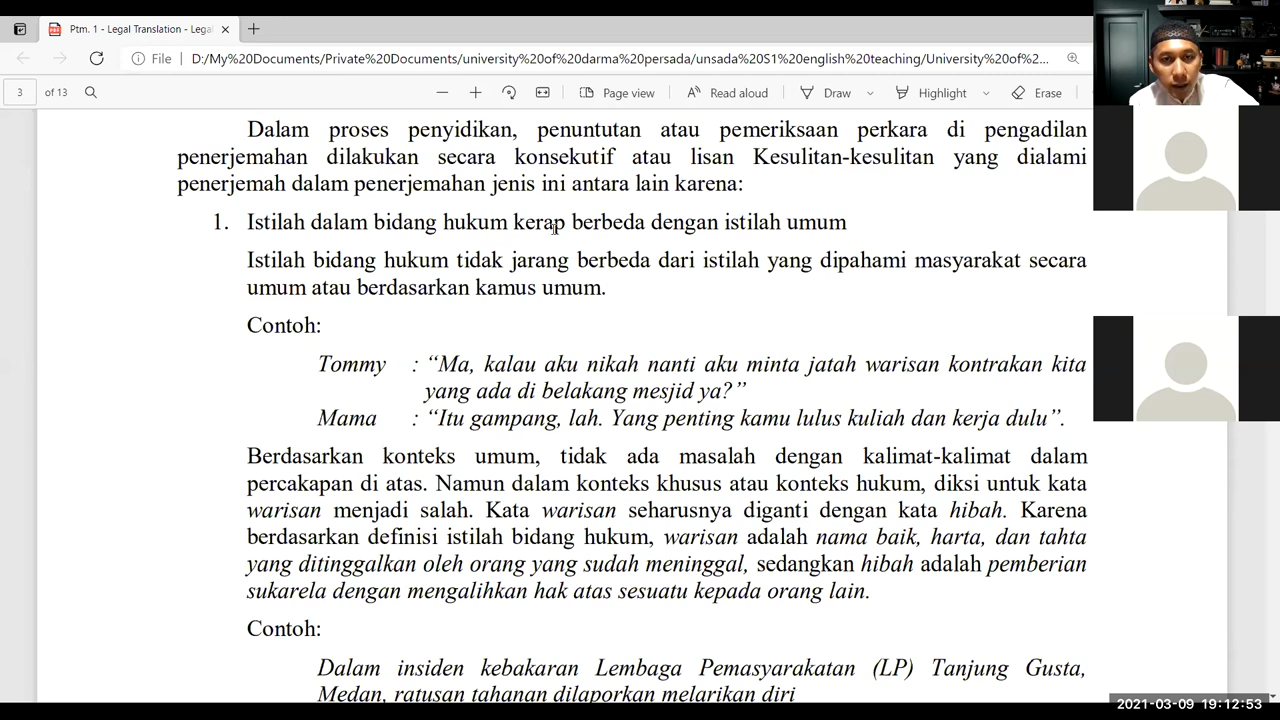 Ptm. 1 - Legal Translation - Lega
File
D:/My%20Documents/Private%20Documents/university%20of%20darma%20persada/unsada%20S1%20english%20teaching/University%20of%2...
3 of 13
Page view
Read aloud
Draw
Highlight
Erase
Dalam proses penyidikan, penuntutan atau pemeriksaan perkara di pengadilan
penerjemahan dilakukan secara konsekutif atau lisan Kesulitan-kesulitan yang dialami
penerjemah dalam penerjemahan jenis ini antara lain karena:
1. Istilah dalam bidang hukum kerap berbeda dengan istilah umum
Istilah bidang hukum tidak jarang berbeda dari istilah yang dipahami masyarakat secara
umum atau berdasarkan kamus umum.
Contoh:
Tommy : “Ma, kalau aku nikah nanti aku minta jatah warisan kontrakan kita
yang ada di belakang mesjid ya?”
Mama : “Itu gampang, lah. Yang penting kamu lulus kuliah dan kerja dulu”.
Berdasarkan konteks umum, tidak ada masalah dengan kalimat-kalimat dalam
percakapan di atas. Namun dalam konteks khusus atau konteks hukum, diksi untuk kata
warisan menjadi salah. Kata warisan seharusnya diganti dengan kata hibah. Karena
berdasarkan definisi istilah bidang hukum, warisan adalah nama baik, harta, dan tahta
yang ditinggalkan oleh orang yang sudah meninggal, sedangkan hibah adalah pemberian
sukarela dengan mengalihkan hak atas sesuatu kepada orang lain.
Contoh:
Dalam insiden kebakaran Lembaga Pemasyarakatan (LP) Tanjung Gusta,
Medan, ratusan tahanan dilaporkan melarikan diri
2021-03-09 19:12:53